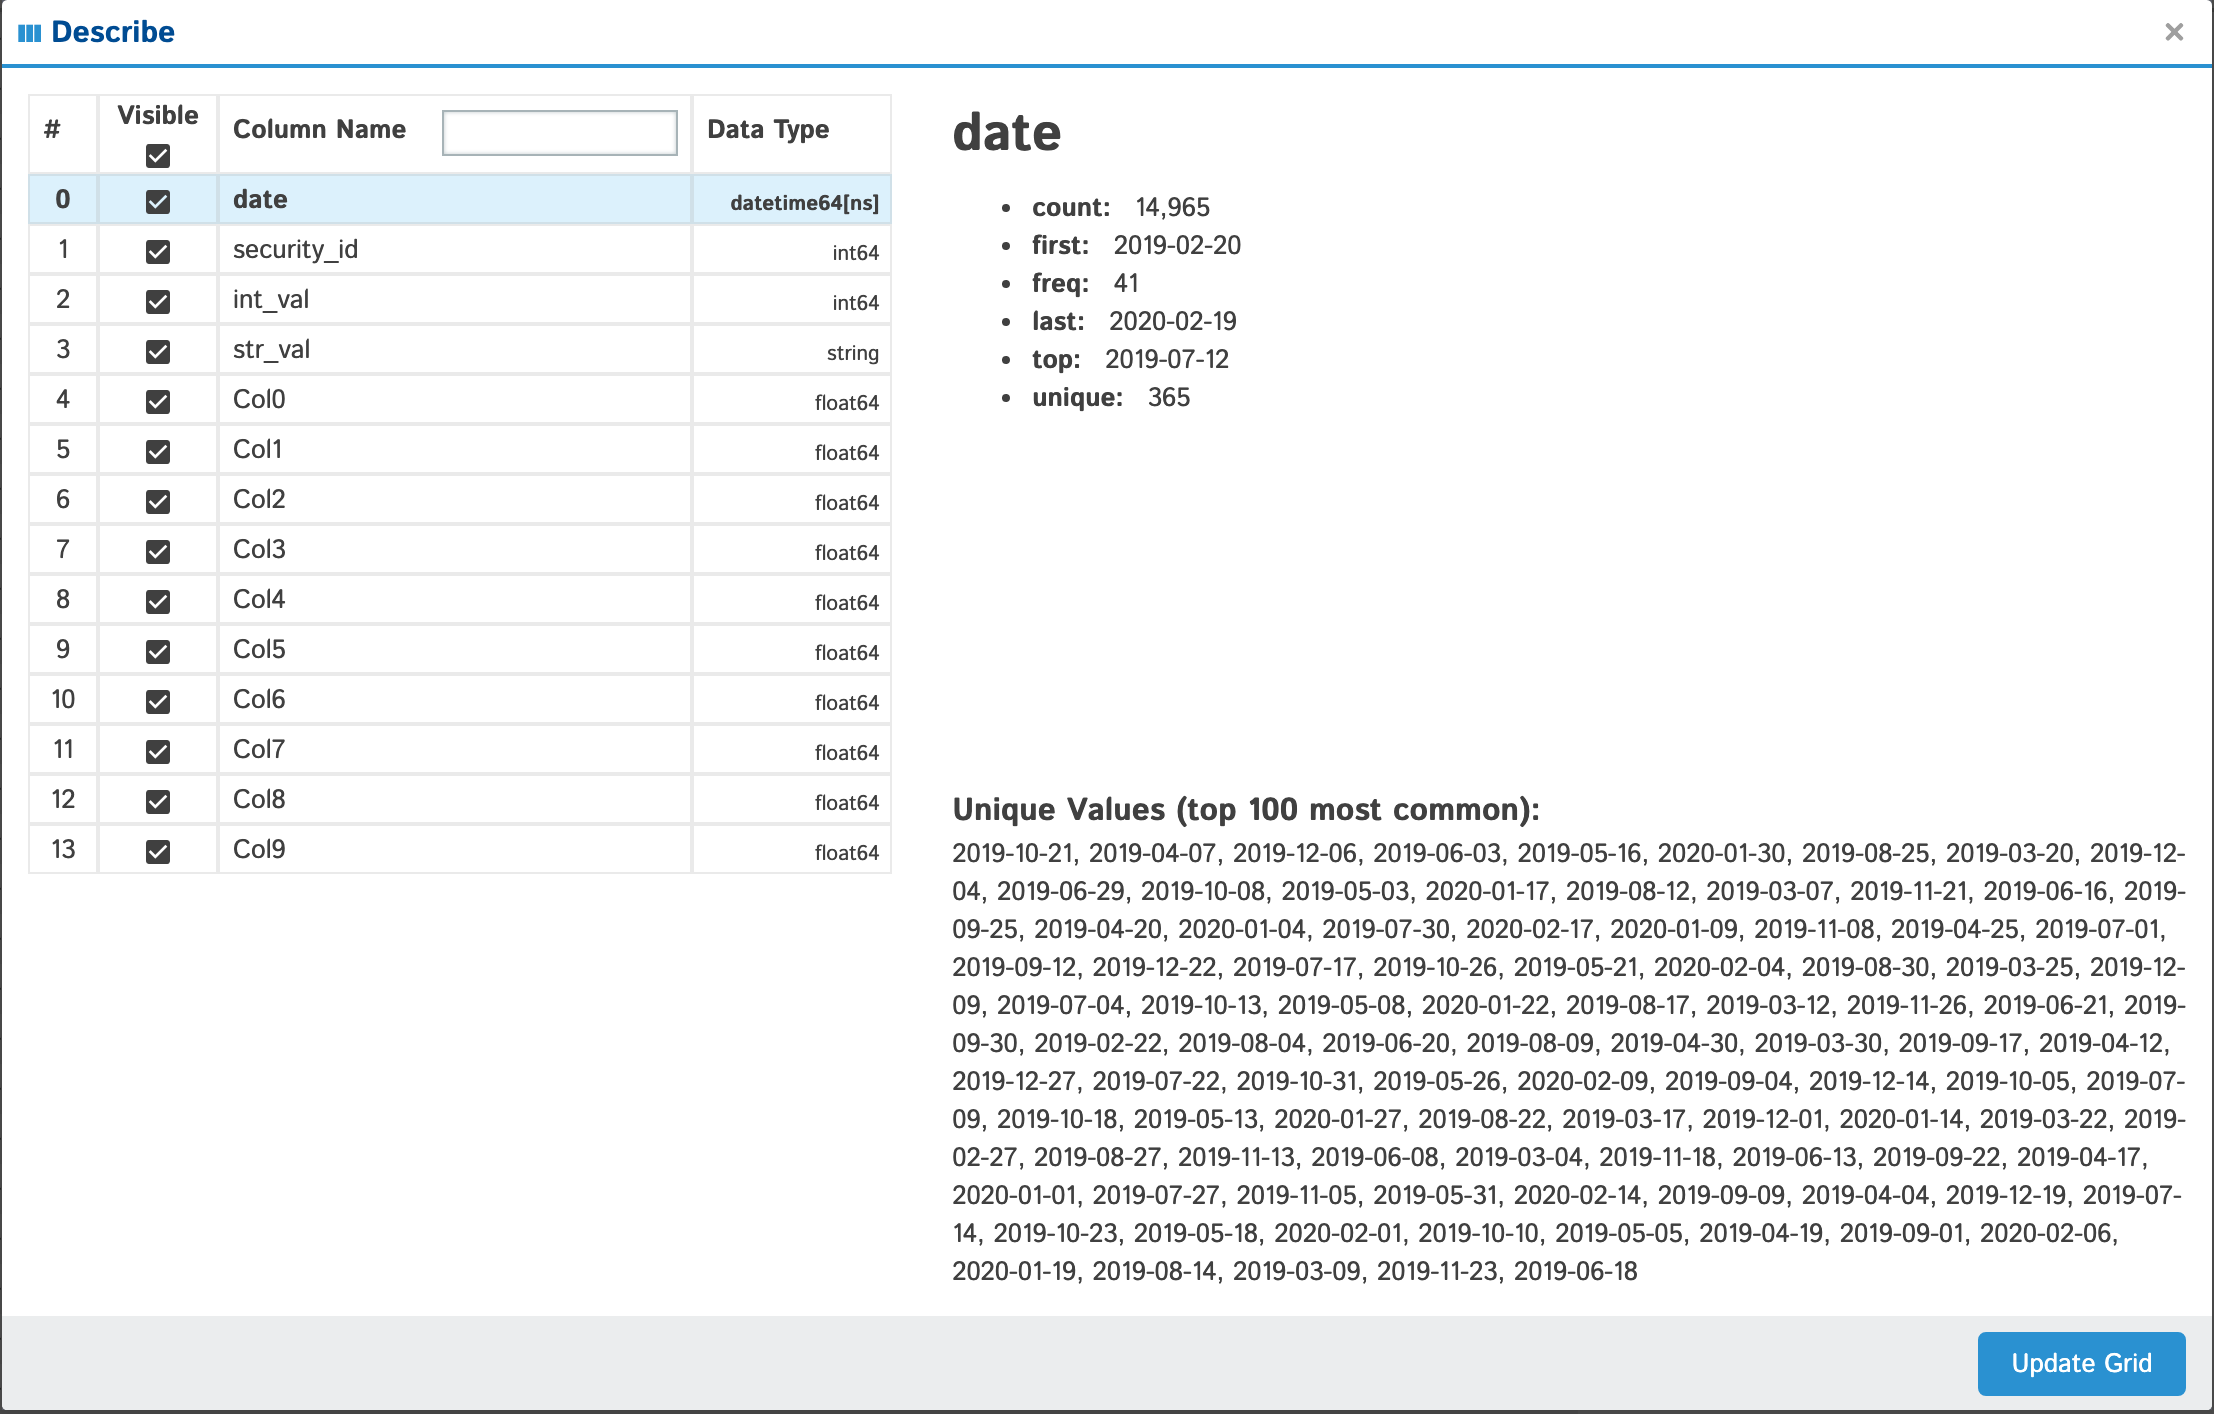 Describe
×
# Visible Column Name Data Type
0 date datetime64[ns]
1 security_id int64
2 int_val int64
3 str_val string
4 Col0 float64
5 Col1 float64
6 Col2 float64
7 Col3 float64
8 Col4 float64
9 Col5 float64
10 Col6 float64
11 Col7 float64
12 Col8 float64
13 Col9 float64
date
• count: 14,965
• first: 2019-02-20
• freq: 41
• last: 2020-02-19
• top: 2019-07-12
• unique: 365
Unique Values (top 100 most common):
2019-10-21, 2019-04-07, 2019-12-06, 2019-06-03, 2019-05-16, 2020-01-30, 2019-08-25, 2019-03-20, 2019-12-
04, 2019-06-29, 2019-10-08, 2019-05-03, 2020-01-17, 2019-08-12, 2019-03-07, 2019-11-21, 2019-06-16, 2019-
09-25, 2019-04-20, 2020-01-04, 2019-07-30, 2020-02-17, 2020-01-09, 2019-11-08, 2019-04-25, 2019-07-01,
2019-09-12, 2019-12-22, 2019-07-17, 2019-10-26, 2019-05-21, 2020-02-04, 2019-08-30, 2019-03-25, 2019-12-
09, 2019-07-04, 2019-10-13, 2019-05-08, 2020-01-22, 2019-08-17, 2019-03-12, 2019-11-26, 2019-06-21, 2019-
09-30, 2019-02-22, 2019-08-04, 2019-06-20, 2019-08-09, 2019-04-30, 2019-03-30, 2019-09-17, 2019-04-12,
2019-12-27, 2019-07-22, 2019-10-31, 2019-05-26, 2020-02-09, 2019-09-04, 2019-12-14, 2019-10-05, 2019-07-
09, 2019-10-18, 2019-05-13, 2020-01-27, 2019-08-22, 2019-03-17, 2019-12-01, 2020-01-14, 2019-03-22, 2019-
02-27, 2019-08-27, 2019-11-13, 2019-06-08, 2019-03-04, 2019-11-18, 2019-06-13, 2019-09-22, 2019-04-17,
2020-01-01, 2019-07-27, 2019-11-05, 2019-05-31, 2020-02-14, 2019-09-09, 2019-04-04, 2019-12-19, 2019-07-
14, 2019-10-23, 2019-05-18, 2020-02-01, 2019-10-10, 2019-05-05, 2019-04-19, 2019-09-01, 2020-02-06,
2020-01-19, 2019-08-14, 2019-03-09, 2019-11-23, 2019-06-18
Update Grid